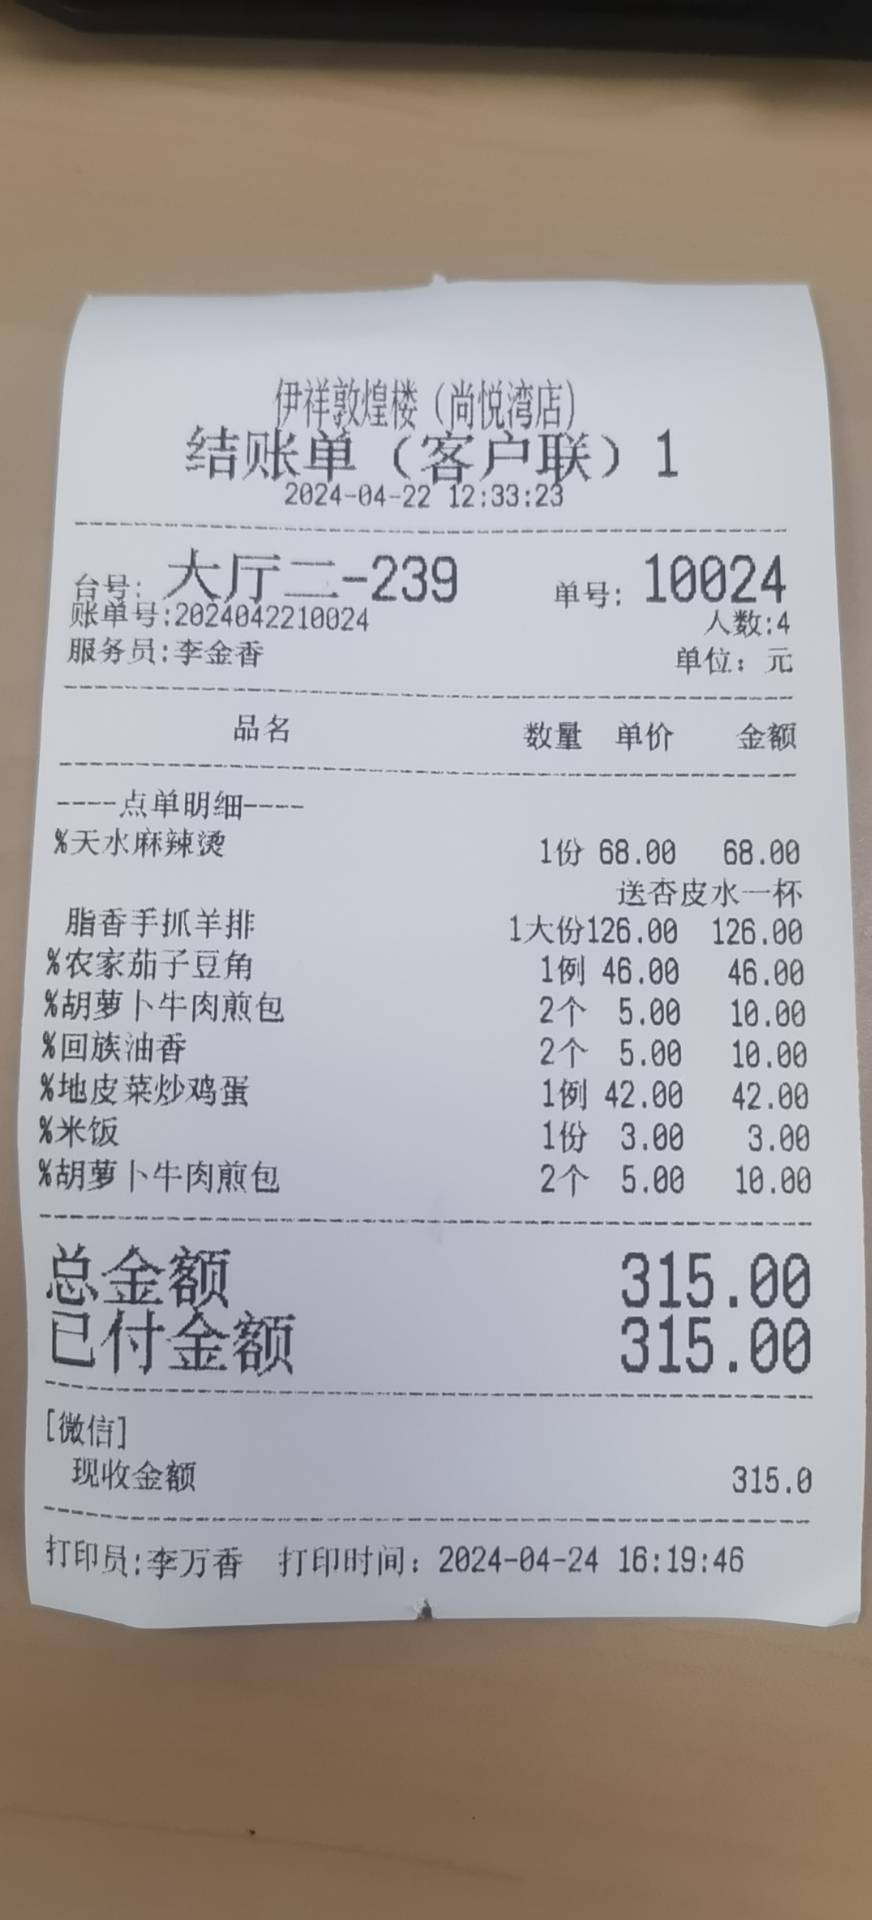 伊祥敦煌楼（尚悦湾店）
结账单（客户联）1
2024-04-22 12:33:23
台号: 大厅二-239 单号: 10024
账单号:2024042210024 人数:4
服务员:李金香 单位: 元
品名 数量 单价 金额
----点单明细----
%天水麻辣烫 1份 68.00 68.00
送杏皮水一杯
脂香手抓羊排 1大份126.00 126.00
%农家茄子豆角 1例 46.00 46.00
%胡萝卜牛肉煎包 2个 5.00 10.00
%回族油香 2个 5.00 10.00
%地皮菜炒鸡蛋 1例 42.00 42.00
%米饭 1份 3.00 3.00
%胡萝卜牛肉煎包 2个 5.00 10.00
总金额 315.00
已付金额 315.00
[微信]
现收金额 315.0
打印员:李万香 打印时间: 2024-04-24 16:19:46